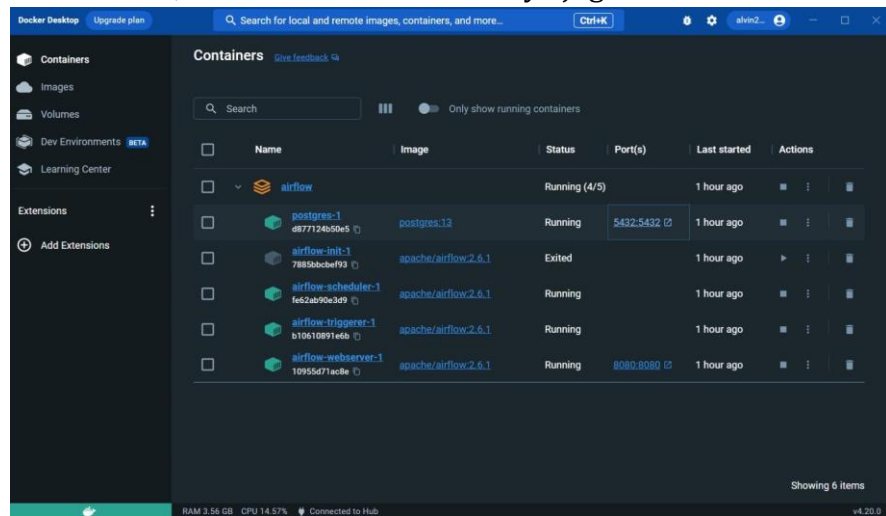 Docker Desktop Upgrade plan Search for local and remote images, containers, and more... Ctrl+K alvin2...
Containers
Images
Volumes
Dev Environments BETA
Learning Center
Extensions
Add Extensions
Containers Give feedback
Search Only show running containers
Name Image Status Port(s) Last started Actions
airflow Running (4/5) 1 hour ago
postgres-1 postgres:13 Running 5432:5432 1 hour ago
d877124b50e5
airflow-init-1 apache/airflow:2.6.1 Exited 1 hour ago
7885bbcbef93
airflow-scheduler-1 apache/airflow:2.6.1 Running 1 hour ago
fe62ab90e3d9
airflow-triggerer-1 apache/airflow:2.6.1 Running 1 hour ago
b10610891e6b
airflow-webserver-1 apache/airflow:2.6.1 Running 8080:8080 1 hour ago
10955d71ac8e
Showing 6 items
RAM 3.56 GB CPU 14.57% Connected to Hub v4.20.0